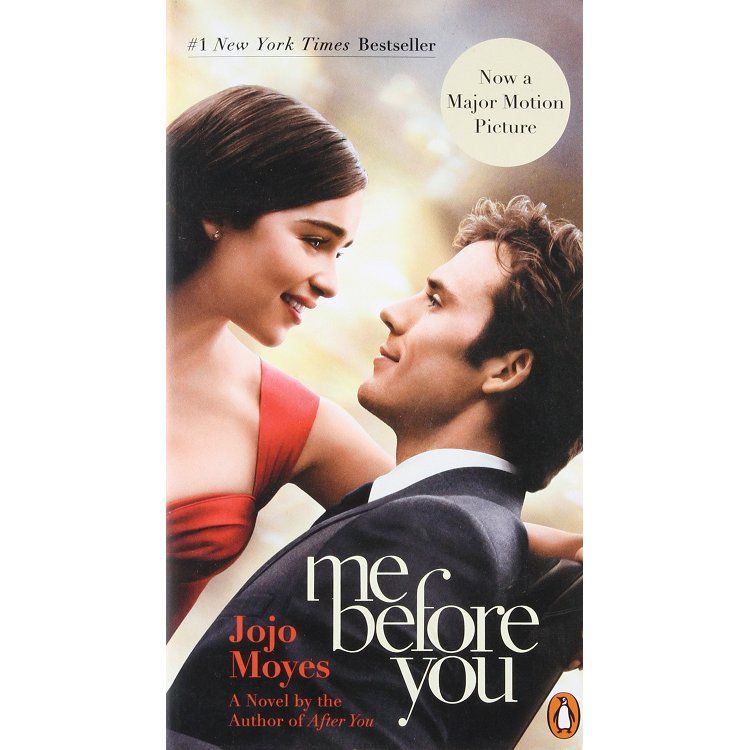 #1 New York Times Bestseller
Now a
Major Motion
Picture
me
before
you
Jojo
Moyes
A Novel by the
Author of After You